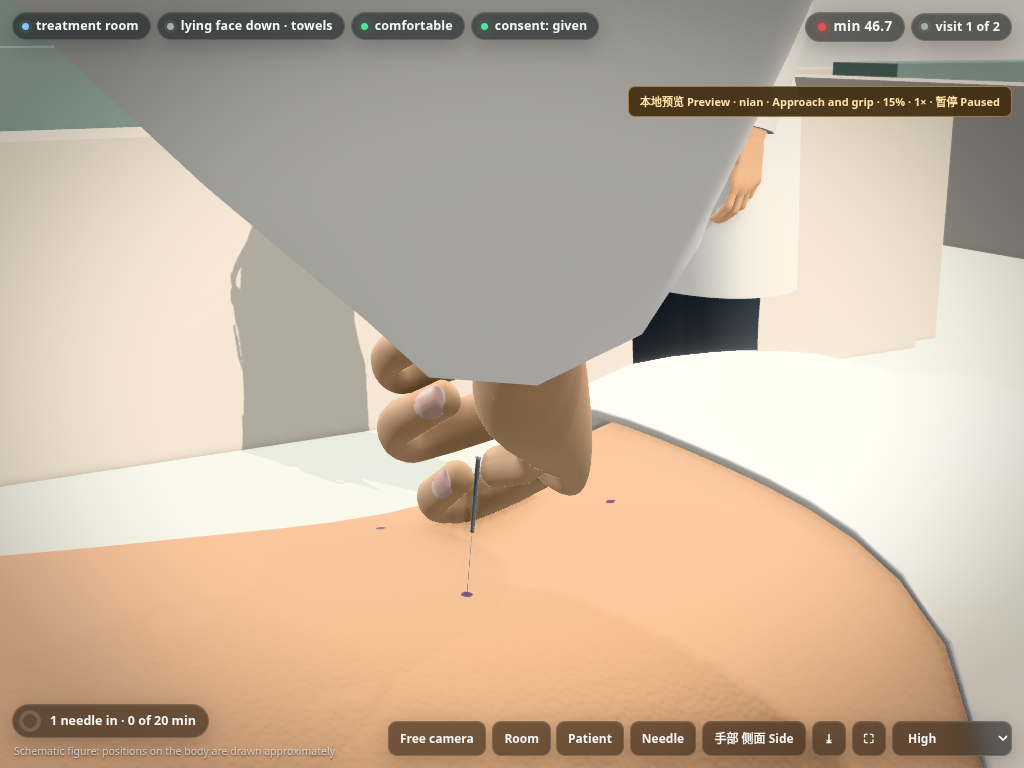 treatment room
lying face down · towels
comfortable
consent: given
min 46.7
visit 1 of 2
本地预览 Preview · nian · Approach and grip · 15% · 1× · 暂停 Paused
1 needle in · 0 of 20 min
Schematic figure: positions on the body are drawn approximately
Free camera
Room
Patient
Needle
手部 侧面 Side
High